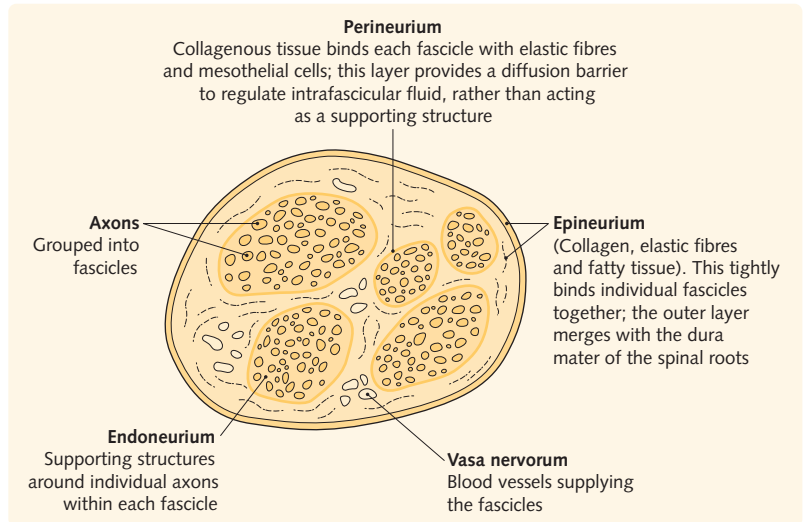 Perineurium
Collagenous tissue binds each fascicle with elastic fibres
and mesothelial cells; this layer provides a diffusion barrier
to regulate intrafascicular fluid, rather than acting
as a supporting structure
Axons
Grouped into
fascicles
Epineurium
(Collagen, elastic fibres
and fatty tissue). This tightly
binds individual fascicles
together; the outer layer
merges with the dura
mater of the spinal roots
Endoneurium
Supporting structures
around individual axons
within each fascicle
Vasa nervorum
Blood vessels supplying
the fascicles